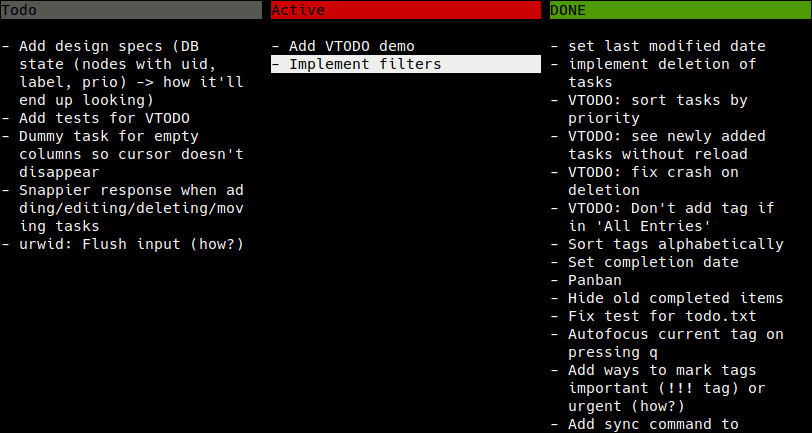 Todo
- Add design specs (DB
state (nodes with uid,
label, prio) -> how it'll
end up looking)
- Add tests for VTODO
- Dummy task for empty
columns so cursor doesn't
disappear
- Snappier response when ad
ding/editing/deleting/mov
ing tasks
- urwid: Flush input (how?)
Active
- Add VTODO demo
- Implement filters
DONE
- set last modified date
- implement deletion of
tasks
- VTODO: sort tasks by
priority
- VTODO: see newly added
tasks without reload
- VTODO: fix crash on
deletion
- VTODO: Don't add tag if
in 'All Entries'
- Sort tags alphabetically
- Set completion date
- Panban
- Hide old completed items
- Fix test for todo.txt
- Autofocus current tag on
pressing q
- Add ways to mark tags
important (!!! tag) or
urgent (how?)
- Add sync command to